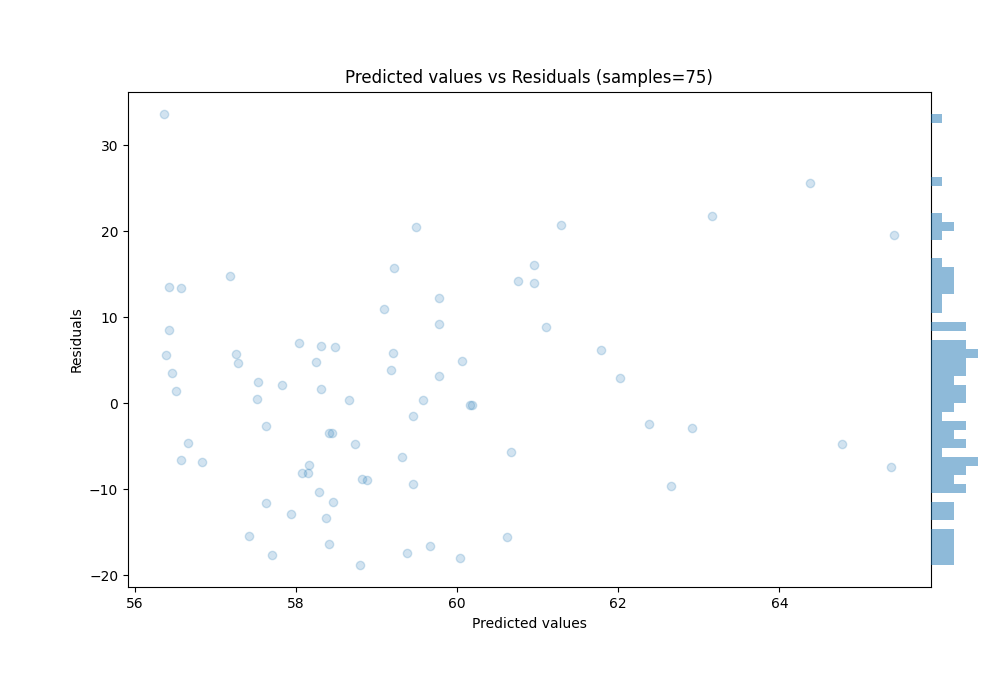 Predicted values vs Residuals (samples=75)
30
20
10
0
−10
−20
Residuals
56 58 60 62 64
Predicted values